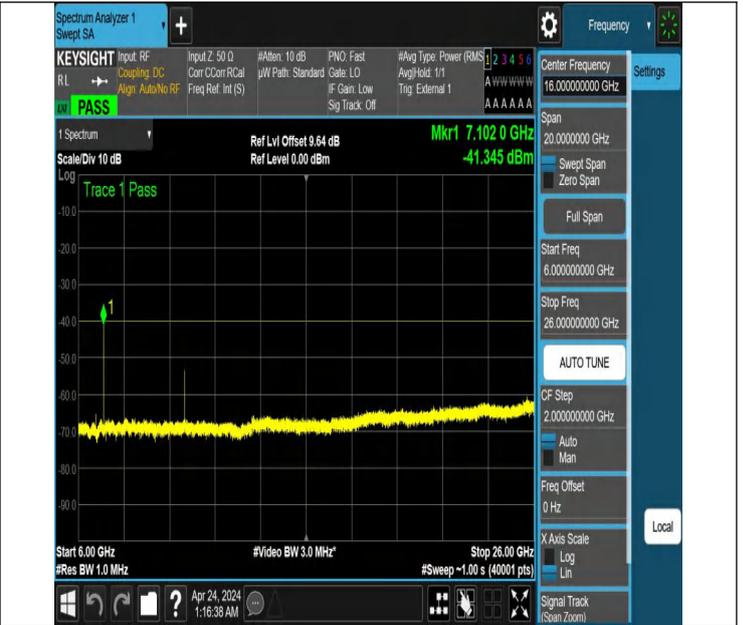 Spectrum Analyzer 1
Swept SA
+
Frequency
KEYSIGHT
RL
PASS
Input: RF
Coupling: DC
Align: Auto/No RF
Input Z: 50 Ω
Corr CCorr RCal
Freq Ref: Int (S)
#Atten: 10 dB
µW Path: Standard
PNO: Fast
Gate: LO
IF Gain: Low
Sig Track: Off
#Avg Type: Power (RMS
Avg|Hold: 1/1
Trig: External 1
1 2 3 4 5 6
A W W W W W
A A A A A A
Settings
1 Spectrum
Scale/Div 10 dB
Ref Lvl Offset 9.64 dB
Ref Level 0.00 dBm
Mkr1 7.102 0 GHz
-41.345 dBm
Log
Trace 1 Pass
1
-10.0
-20.0
-30.0
-40.0
-50.0
-60.0
-70.0
-80.0
-90.0
Start 6.00 GHz
#Res BW 1.0 MHz
#Video BW 3.0 MHz*
Stop 26.00 GHz
#Sweep ~1.00 s (40001 pts)
Center Frequency
16.000000000 GHz
Span
20.0000000 GHz
Swept Span
Zero Span
Full Span
Start Freq
6.000000000 GHz
Stop Freq
26.000000000 GHz
AUTO TUNE
CF Step
2.000000000 GHz
Auto
Man
Freq Offset
0 Hz
X Axis Scale
Log
Lin
Signal Track
(Span Zoom)
Local
?
Apr 24, 2024
1:16:38 AM